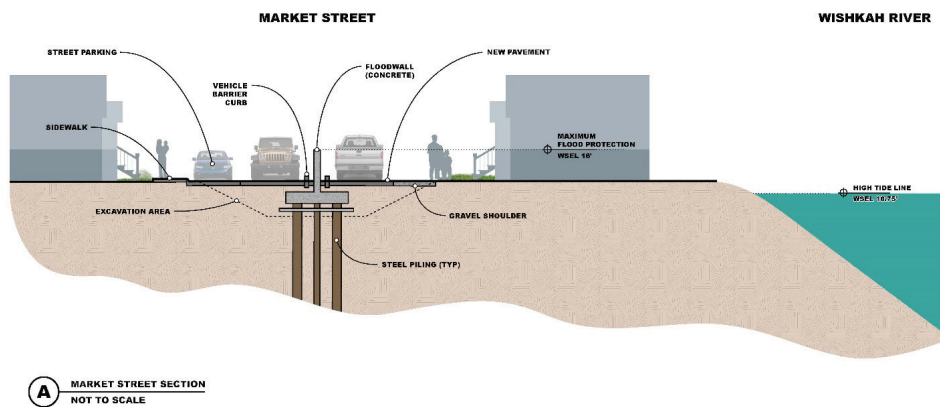 MARKET STREET
WISHKAH RIVER
STREET PARKING
FLOODWALL
(CONCRETE)
NEW PAVEMENT
VEHICLE
BARRIER
CURB
SIDEWALK
MAXIMUM
FLOOD PROTECTION
WSEL 16'
HIGH TIDE LINE
WSEL 10.75'
EXCAVATION AREA
GRAVEL SHOULDER
STEEL PILING (TYP)
A
MARKET STREET SECTION
NOT TO SCALE